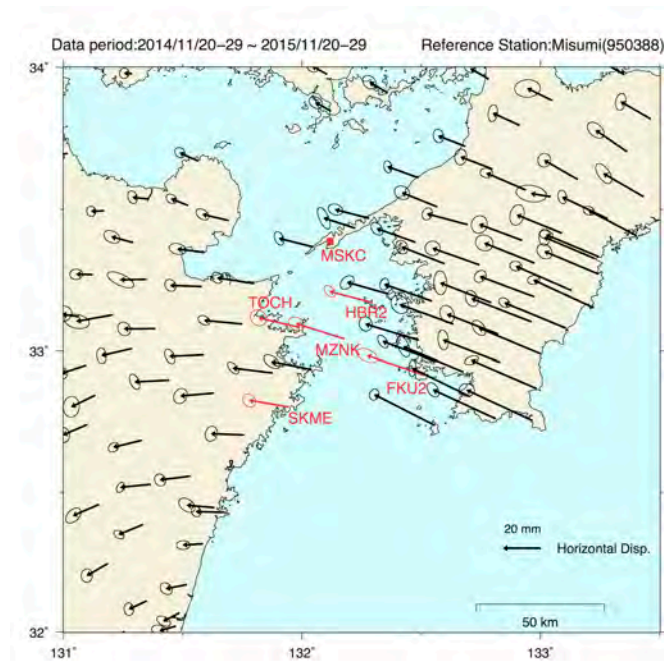 Data period:2014/11/20−29 ~ 2015/11/20−29 Reference Station:Misumi(950388)
34˚
MSKC
TOCH
HBR2
33˚
MZNK
FKU2
SKME
20 mm
Horizontal Disp.
50 km
32˚
131˚ 132˚ 133˚